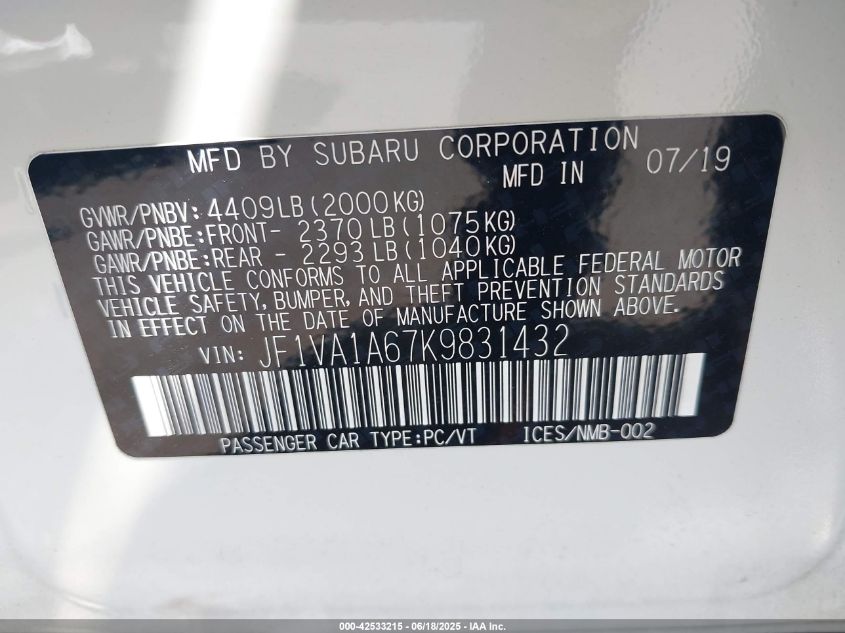 MFD BY SUBARU CORPORATION
MFD IN 07/19
GVWR/PNBV: 4409LB(2000KG)
GAWR/PNBE:FRONT- 2370LB(1075KG)
GAWR/PNBE:REAR - 2293LB(1040KG)
THIS VEHICLE CONFORMS TO ALL APPLICABLE FEDERAL MOTOR
VEHICLE SAFETY, BUMPER, AND THEFT PREVENTION STANDARDS
IN EFFECT ON THE DATE OF MANUFACTURE SHOWN ABOVE.
VIN: JF1VA1A67K9831432
PASSENGER CAR TYPE:PC/VT ICES/NMB-002
000-42533215 - 06/18/2025 - IAA Inc.